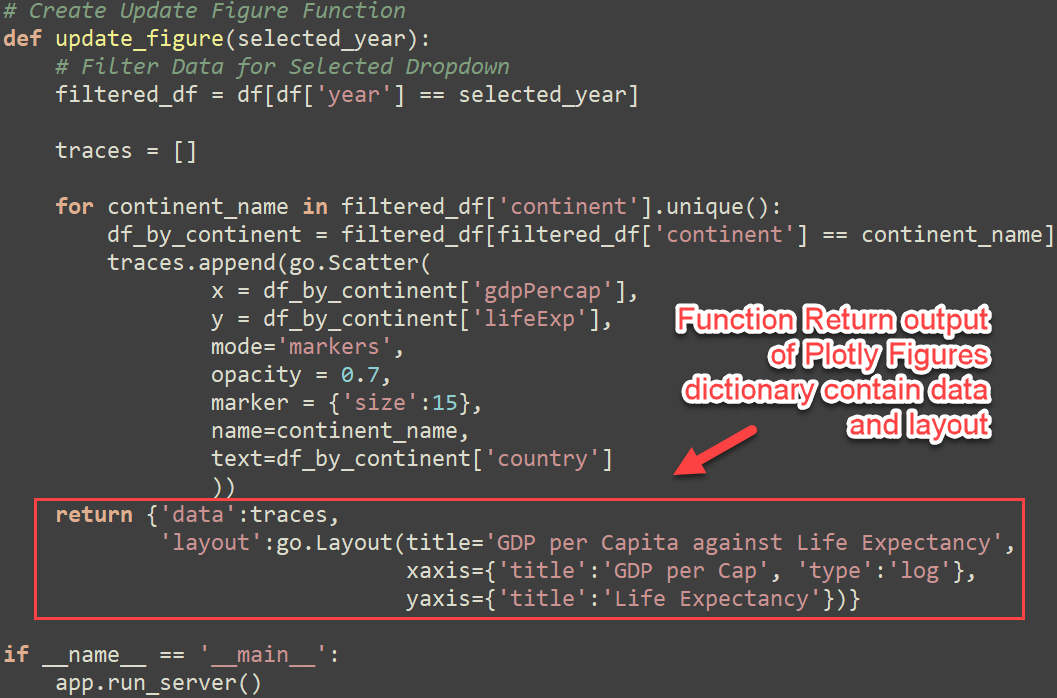 # Create Update Figure Function
def update_figure(selected_year):
    # Filter Data for Selected Dropdown
    filtered_df = df[df['year'] == selected_year]
    traces = []
    for continent_name in filtered_df['continent'].unique():
        df_by_continent = filtered_df[filtered_df['continent'] == continent_name]
        traces.append(go.Scatter(
                x = df_by_continent['gdpPercap'],
                y = df_by_continent['lifeExp'],
                mode='markers',
                opacity = 0.7,
                marker = {'size':15},
                name=continent_name,
                text=df_by_continent['country']
                ))
Function Return output
of Plotly Figures
dictionary contain data
and layout
    return {'data':traces,
            'layout':go.Layout(title='GDP per Capita against Life Expectancy',
                               xaxis={'title':'GDP per Cap', 'type':'log'},
                               yaxis={'title':'Life Expectancy'})}
if __name__ == '__main__':
    app.run_server()